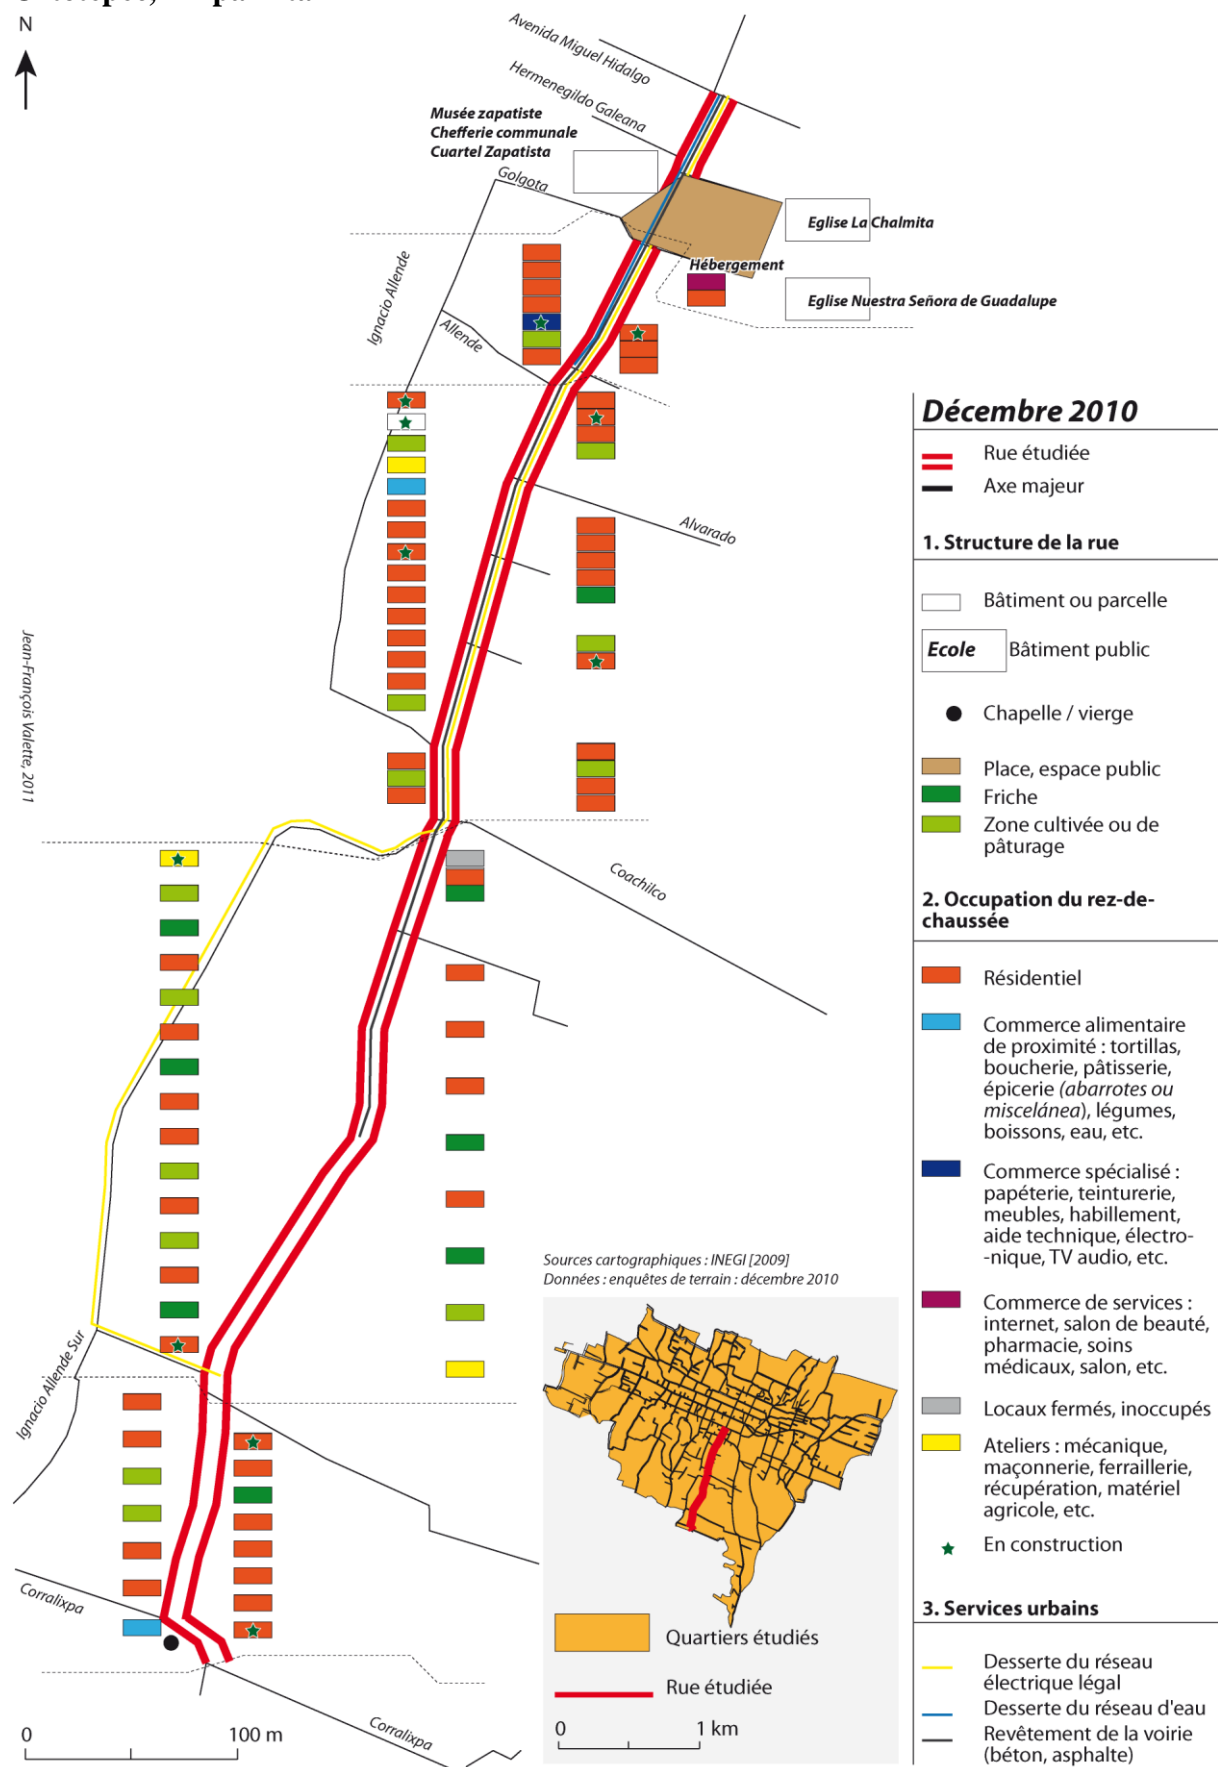 N
Avenida Miguel Hidalgo
Hermenegildo Galeana
Musée zapatiste
Chefferie communale
Cuartel Zapatista
Golgota
Eglise La Chalmita
Hébergement
Eglise Nuestra Señora de Guadalupe
Ignacio Allende
Allende
Alvarado
Jean-François Valette, 2011
Coachilco
Ignacio Allende Sur
Corralixpa
Corralixpa
0 100 m
Sources cartographiques : INEGI [2009]
Données : enquêtes de terrain : décembre 2010
Quartiers étudiés
Rue étudiée
0 1 km
Décembre 2010
Rue étudiée
Axe majeur
1. Structure de la rue
Bâtiment ou parcelle
Ecole Bâtiment public
Chapelle / vierge
Place, espace public
Friche
Zone cultivée ou de
pâturage
2. Occupation du rez-de-
chaussée
Résidentiel
Commerce alimentaire
de proximité : tortillas,
boucherie, pâtisserie,
épicerie (abarrotes ou
miscelánea), légumes,
boissons, eau, etc.
Commerce spécialisé :
papéterie, teinturerie,
meubles, habillement,
aide technique, électro-
-nique, TV audio, etc.
Commerce de services :
internet, salon de beauté,
pharmacie, soins
médicaux, salon, etc.
Locaux fermés, inoccupés
Ateliers : mécanique,
maçonnerie, ferraillerie,
récupération, matériel
agricole, etc.
En construction
3. Services urbains
Desserte du réseau
électrique légal
Desserte du réseau d'eau
Revêtement de la voirie
(béton, asphalte)